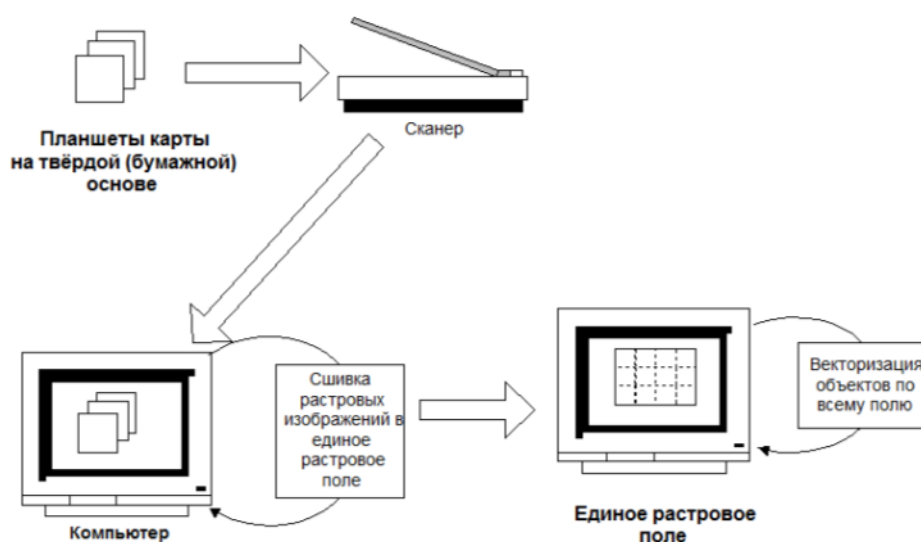 Планшеты карты
на твёрдой (бумажной)
основе
Сканер
Сшивка
растровых
изображений в
единое
растровое
поле
Компьютер
Векторизация
объектов по
всему полю
Единое растровое
поле